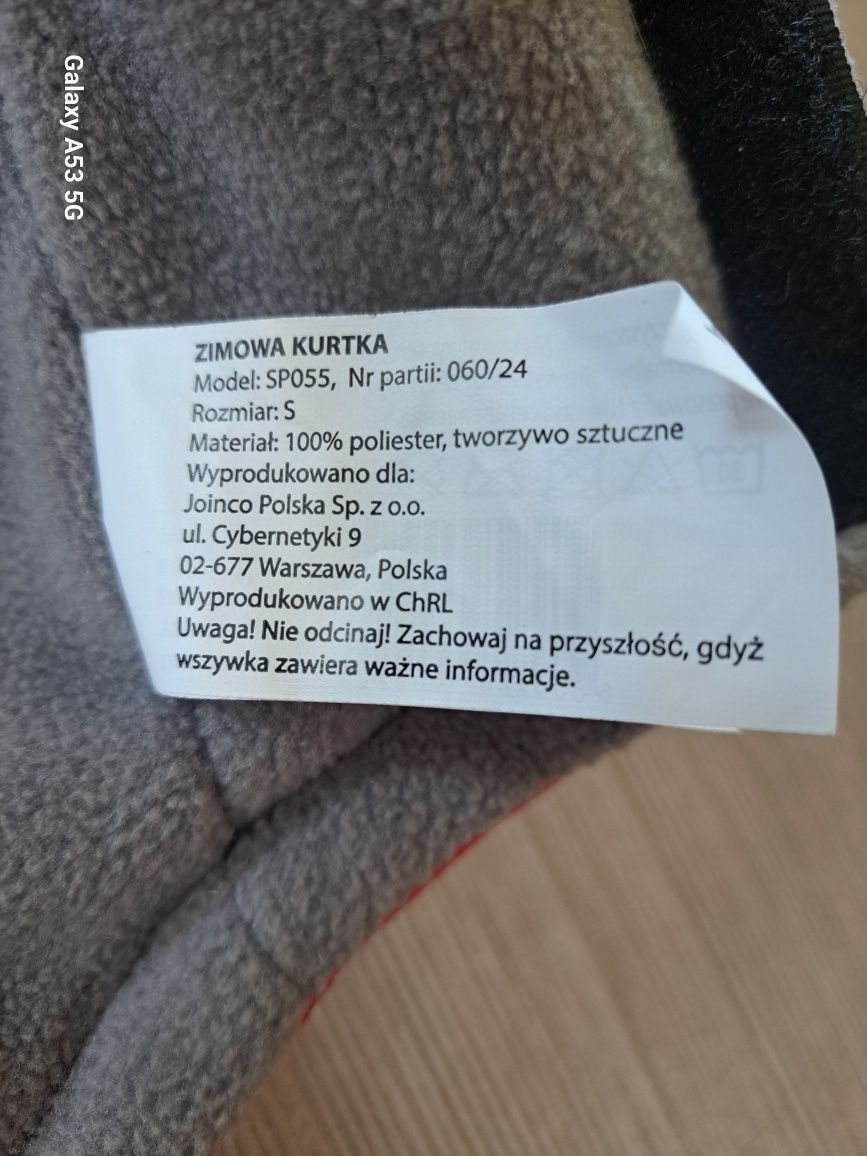 Galaxy A53 5G
ZIMOWA KURTKA
Model: SP055, Nr partii: 060/24
Rozmiar: S
Materiał: 100% poliester, tworzywo sztuczne
Wyprodukowano dla:
Joinco Polska Sp. z o.o.
ul. Cybernetyki 9
02-677 Warszawa, Polska
Wyprodukowano w ChRL
Uwaga! Nie odcinaj! Zachowaj na przyszłość, gdyż
wszywka zawiera ważne informacje.